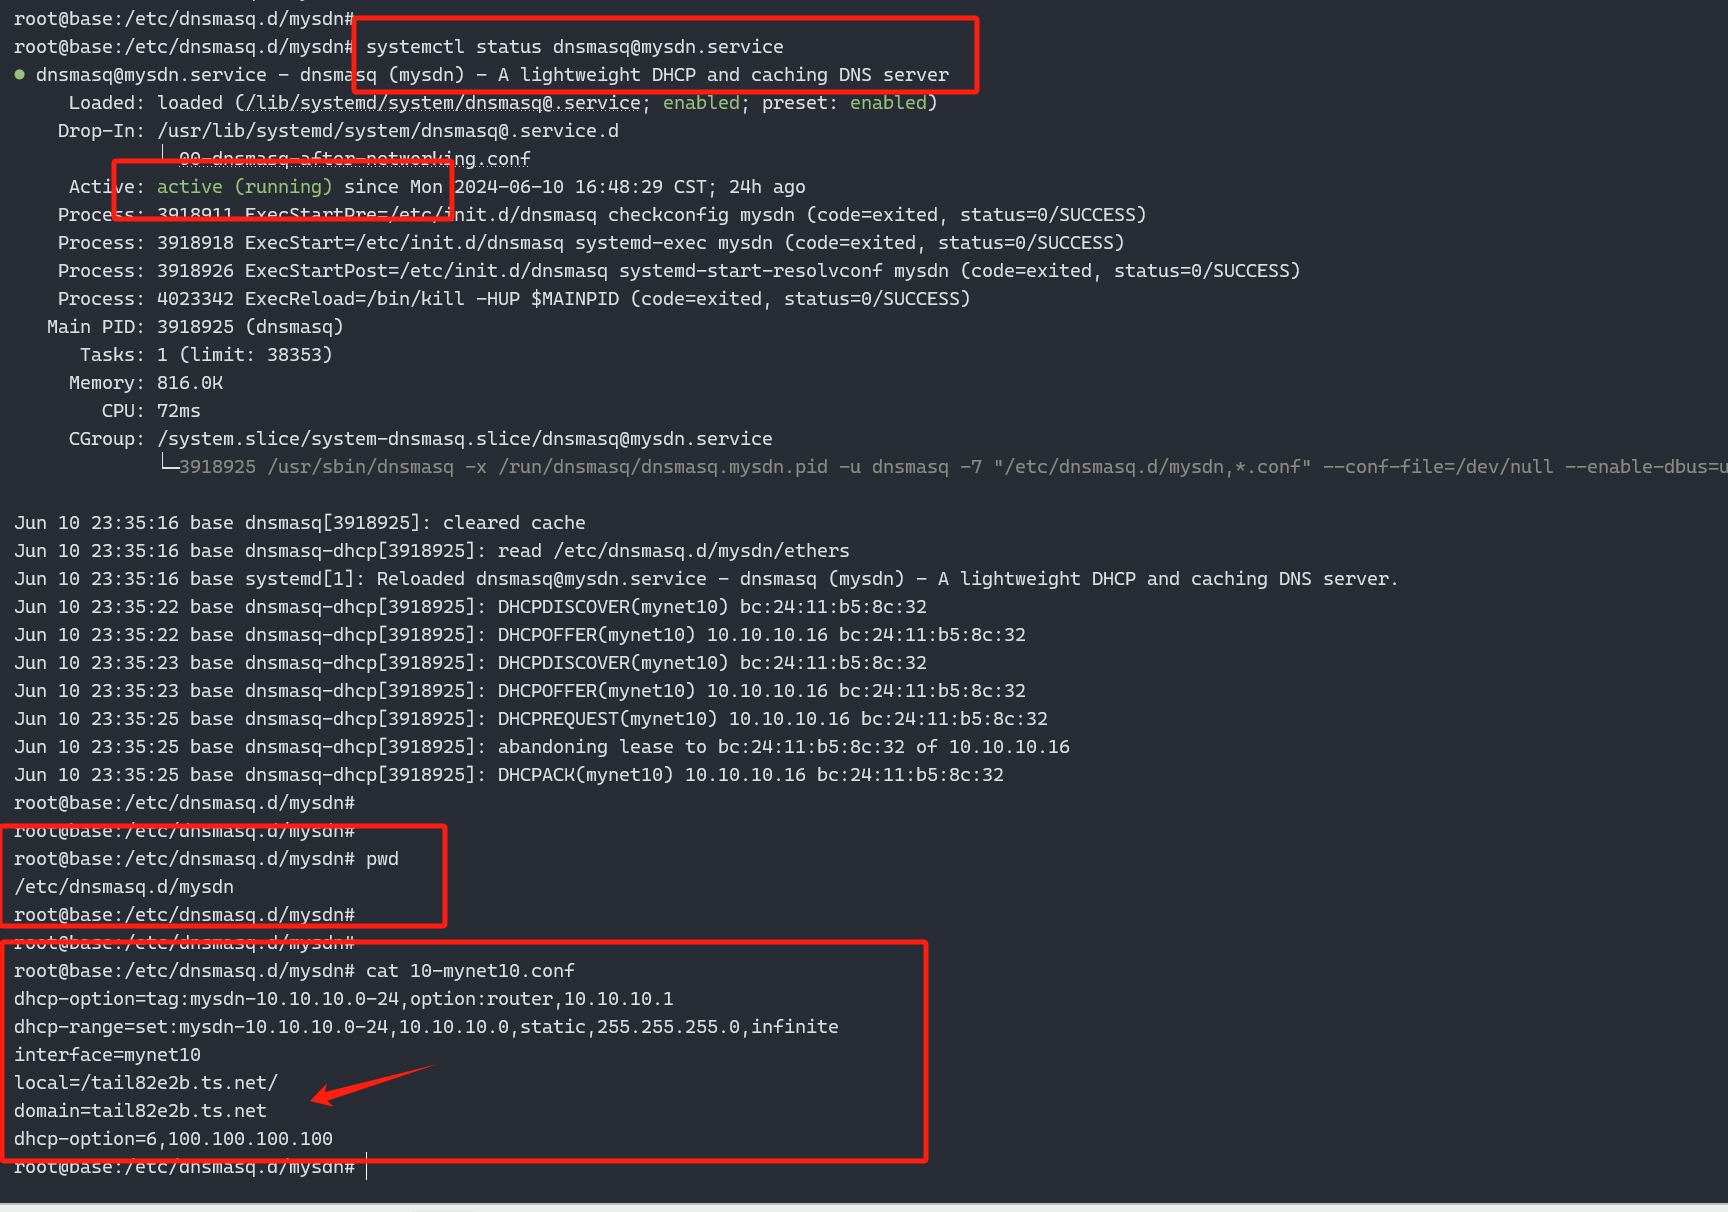 root@base:/etc/dnsmasq.d/mysdn#
root@base:/etc/dnsmasq.d/mysdn# systemctl status dnsmasq@mysdn.service
● dnsmasq@mysdn.service - dnsmasq (mysdn) - A lightweight DHCP and caching DNS server
Loaded: loaded (/lib/systemd/system/dnsmasq@.service; enabled; preset: enabled)
Drop-In: /usr/lib/systemd/system/dnsmasq@.service.d
└─00-dnsmasq-after-networking.conf
Active: active (running) since Mon 2024-06-10 16:48:29 CST; 24h ago
Process: 3918911 ExecStartPre=/etc/init.d/dnsmasq checkconfig mysdn (code=exited, status=0/SUCCESS)
Process: 3918918 ExecStart=/etc/init.d/dnsmasq systemd-exec mysdn (code=exited, status=0/SUCCESS)
Process: 3918926 ExecStartPost=/etc/init.d/dnsmasq systemd-start-resolvconf mysdn (code=exited, status=0/SUCCESS)
Process: 4023342 ExecReload=/bin/kill -HUP $MAINPID (code=exited, status=0/SUCCESS)
Main PID: 3918925 (dnsmasq)
Tasks: 1 (limit: 38353)
Memory: 816.0K
CPU: 72ms
CGroup: /system.slice/system-dnsmasq.slice/dnsmasq@mysdn.service
└─3918925 /usr/sbin/dnsmasq -x /run/dnsmasq/dnsmasq.mysdn.pid -u dnsmasq -7 "/etc/dnsmasq.d/mysdn,*.conf" --conf-file=/dev/null --enable-dbus=u
Jun 10 23:35:16 base dnsmasq[3918925]: cleared cache
Jun 10 23:35:16 base dnsmasq-dhcp[3918925]: read /etc/dnsmasq.d/mysdn/ethers
Jun 10 23:35:16 base systemd[1]: Reloaded dnsmasq@mysdn.service - dnsmasq (mysdn) - A lightweight DHCP and caching DNS server.
Jun 10 23:35:22 base dnsmasq-dhcp[3918925]: DHCPDISCOVER(mynet10) bc:24:11:b5:8c:32
Jun 10 23:35:22 base dnsmasq-dhcp[3918925]: DHCPOFFER(mynet10) 10.10.10.16 bc:24:11:b5:8c:32
Jun 10 23:35:23 base dnsmasq-dhcp[3918925]: DHCPDISCOVER(mynet10) bc:24:11:b5:8c:32
Jun 10 23:35:23 base dnsmasq-dhcp[3918925]: DHCPOFFER(mynet10) 10.10.10.16 bc:24:11:b5:8c:32
Jun 10 23:35:25 base dnsmasq-dhcp[3918925]: DHCPREQUEST(mynet10) 10.10.10.16 bc:24:11:b5:8c:32
Jun 10 23:35:25 base dnsmasq-dhcp[3918925]: abandoning lease to bc:24:11:b5:8c:32 of 10.10.10.16
Jun 10 23:35:25 base dnsmasq-dhcp[3918925]: DHCPACK(mynet10) 10.10.10.16 bc:24:11:b5:8c:32
root@base:/etc/dnsmasq.d/mysdn#
root@base:/etc/dnsmasq.d/mysdn#
root@base:/etc/dnsmasq.d/mysdn# pwd
/etc/dnsmasq.d/mysdn
root@base:/etc/dnsmasq.d/mysdn#
root@base:/etc/dnsmasq.d/mysdn#
root@base:/etc/dnsmasq.d/mysdn# cat 10-mynet10.conf
dhcp-option=tag:mysdn-10.10.10.0-24,option:router,10.10.10.1
dhcp-range=set:mysdn-10.10.10.0-24,10.10.10.0,static,255.255.255.0,infinite
interface=mynet10
local=/tail82e2b.ts.net/
domain=tail82e2b.ts.net
dhcp-option=6,100.100.100.100
root@base:/etc/dnsmasq.d/mysdn#